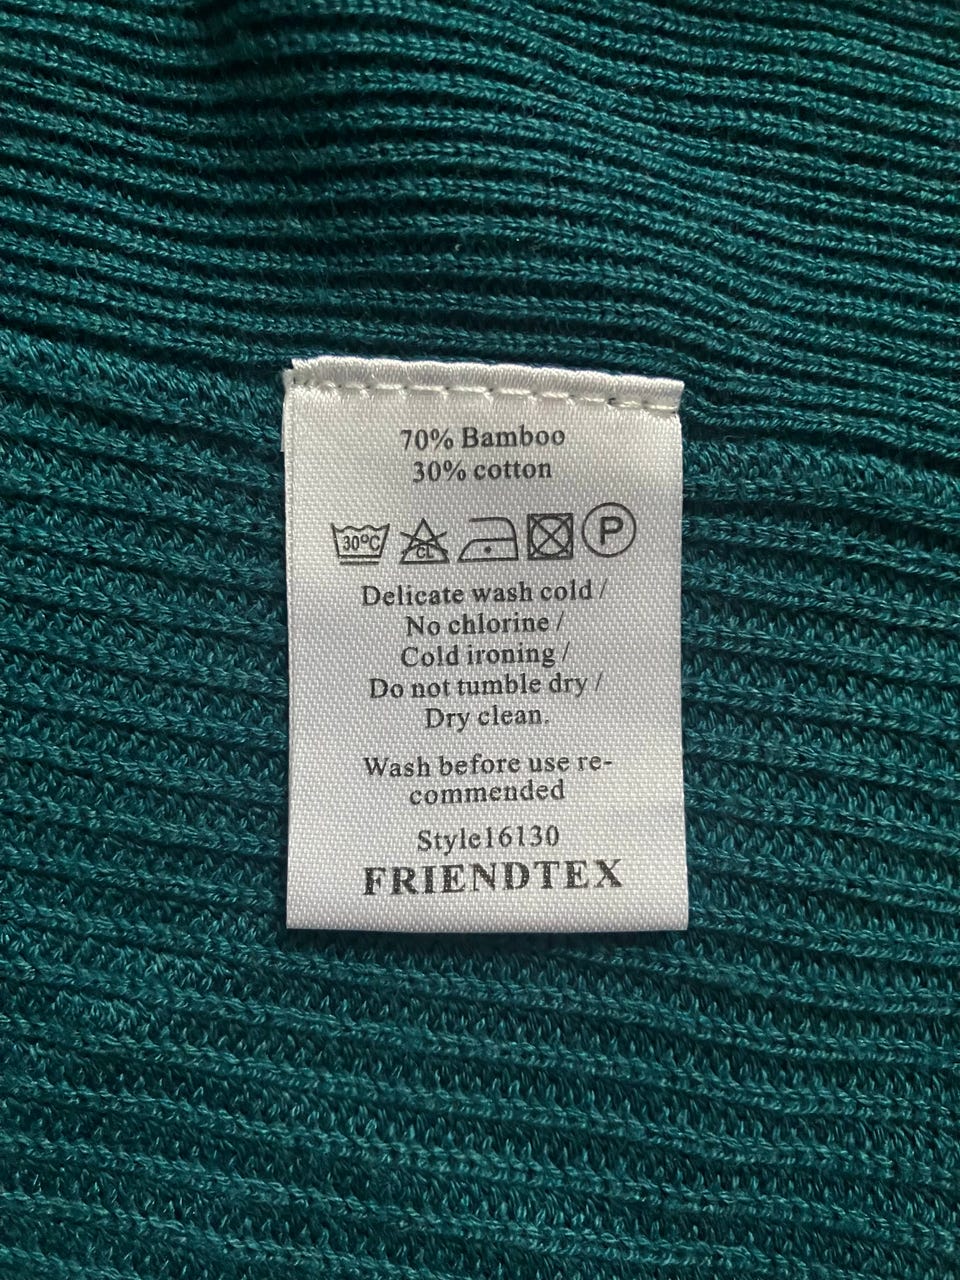 70% Bamboo
30% cotton
30°C CL P
Delicate wash cold /
No chlorine /
Cold ironing /
Do not tumble dry /
Dry clean.
Wash before use re-
commended
Style16130
FRIENDTEX